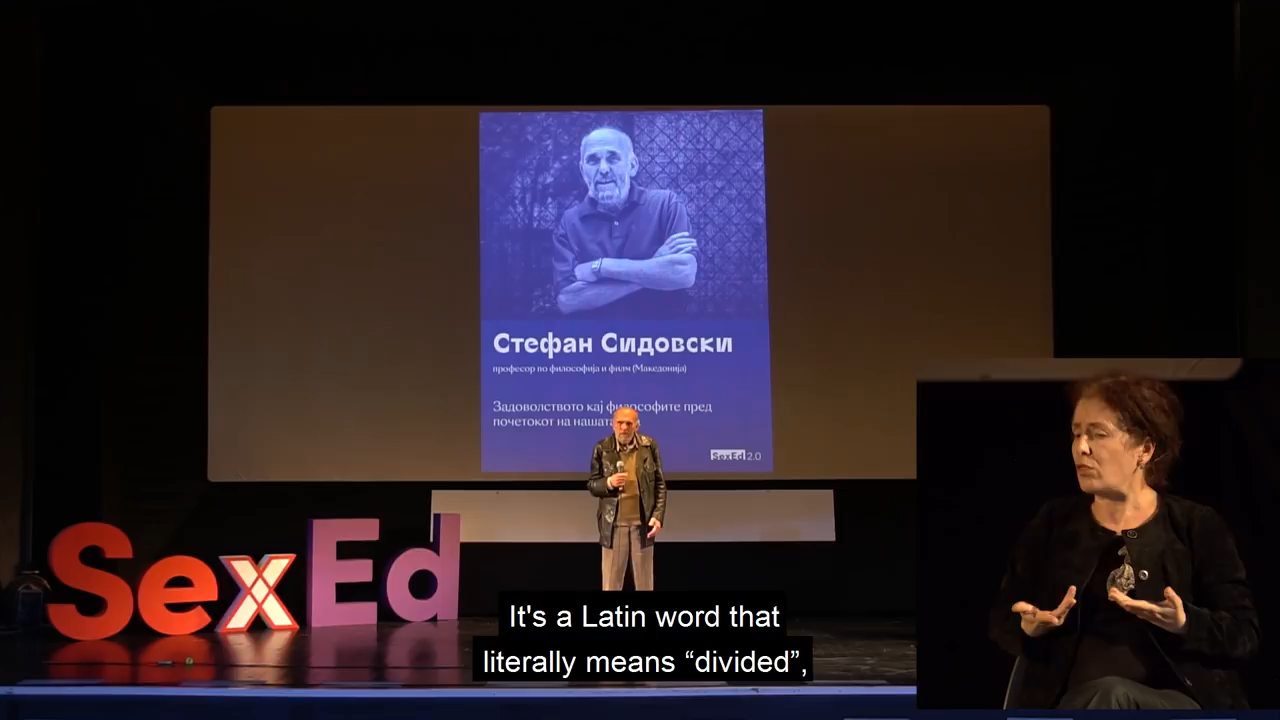 Стефан Сидовски
професор по филозофија и филм (Македонија)
Задоволството кај филозофите пред
почетокот на нашата
SexEd 2.0
SexEd
It's a Latin word that
literally means “divided”,